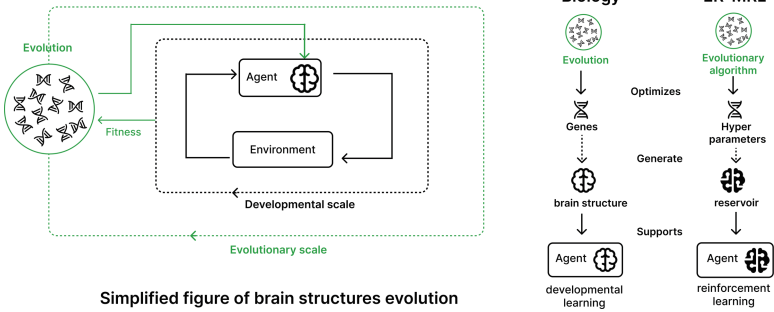 Evolution
Agent
Fitness
Environment
Developmental scale
Evolutionary scale
Simplified figure of brain structures evolution
Biology
Evolution
Evolutionary
algorithm
Optimizes
Genes
Hyper
parameters
Generate
brain structure
reservoir
Supports
Agent
Agent
developmental
learning
reinforcement
learning